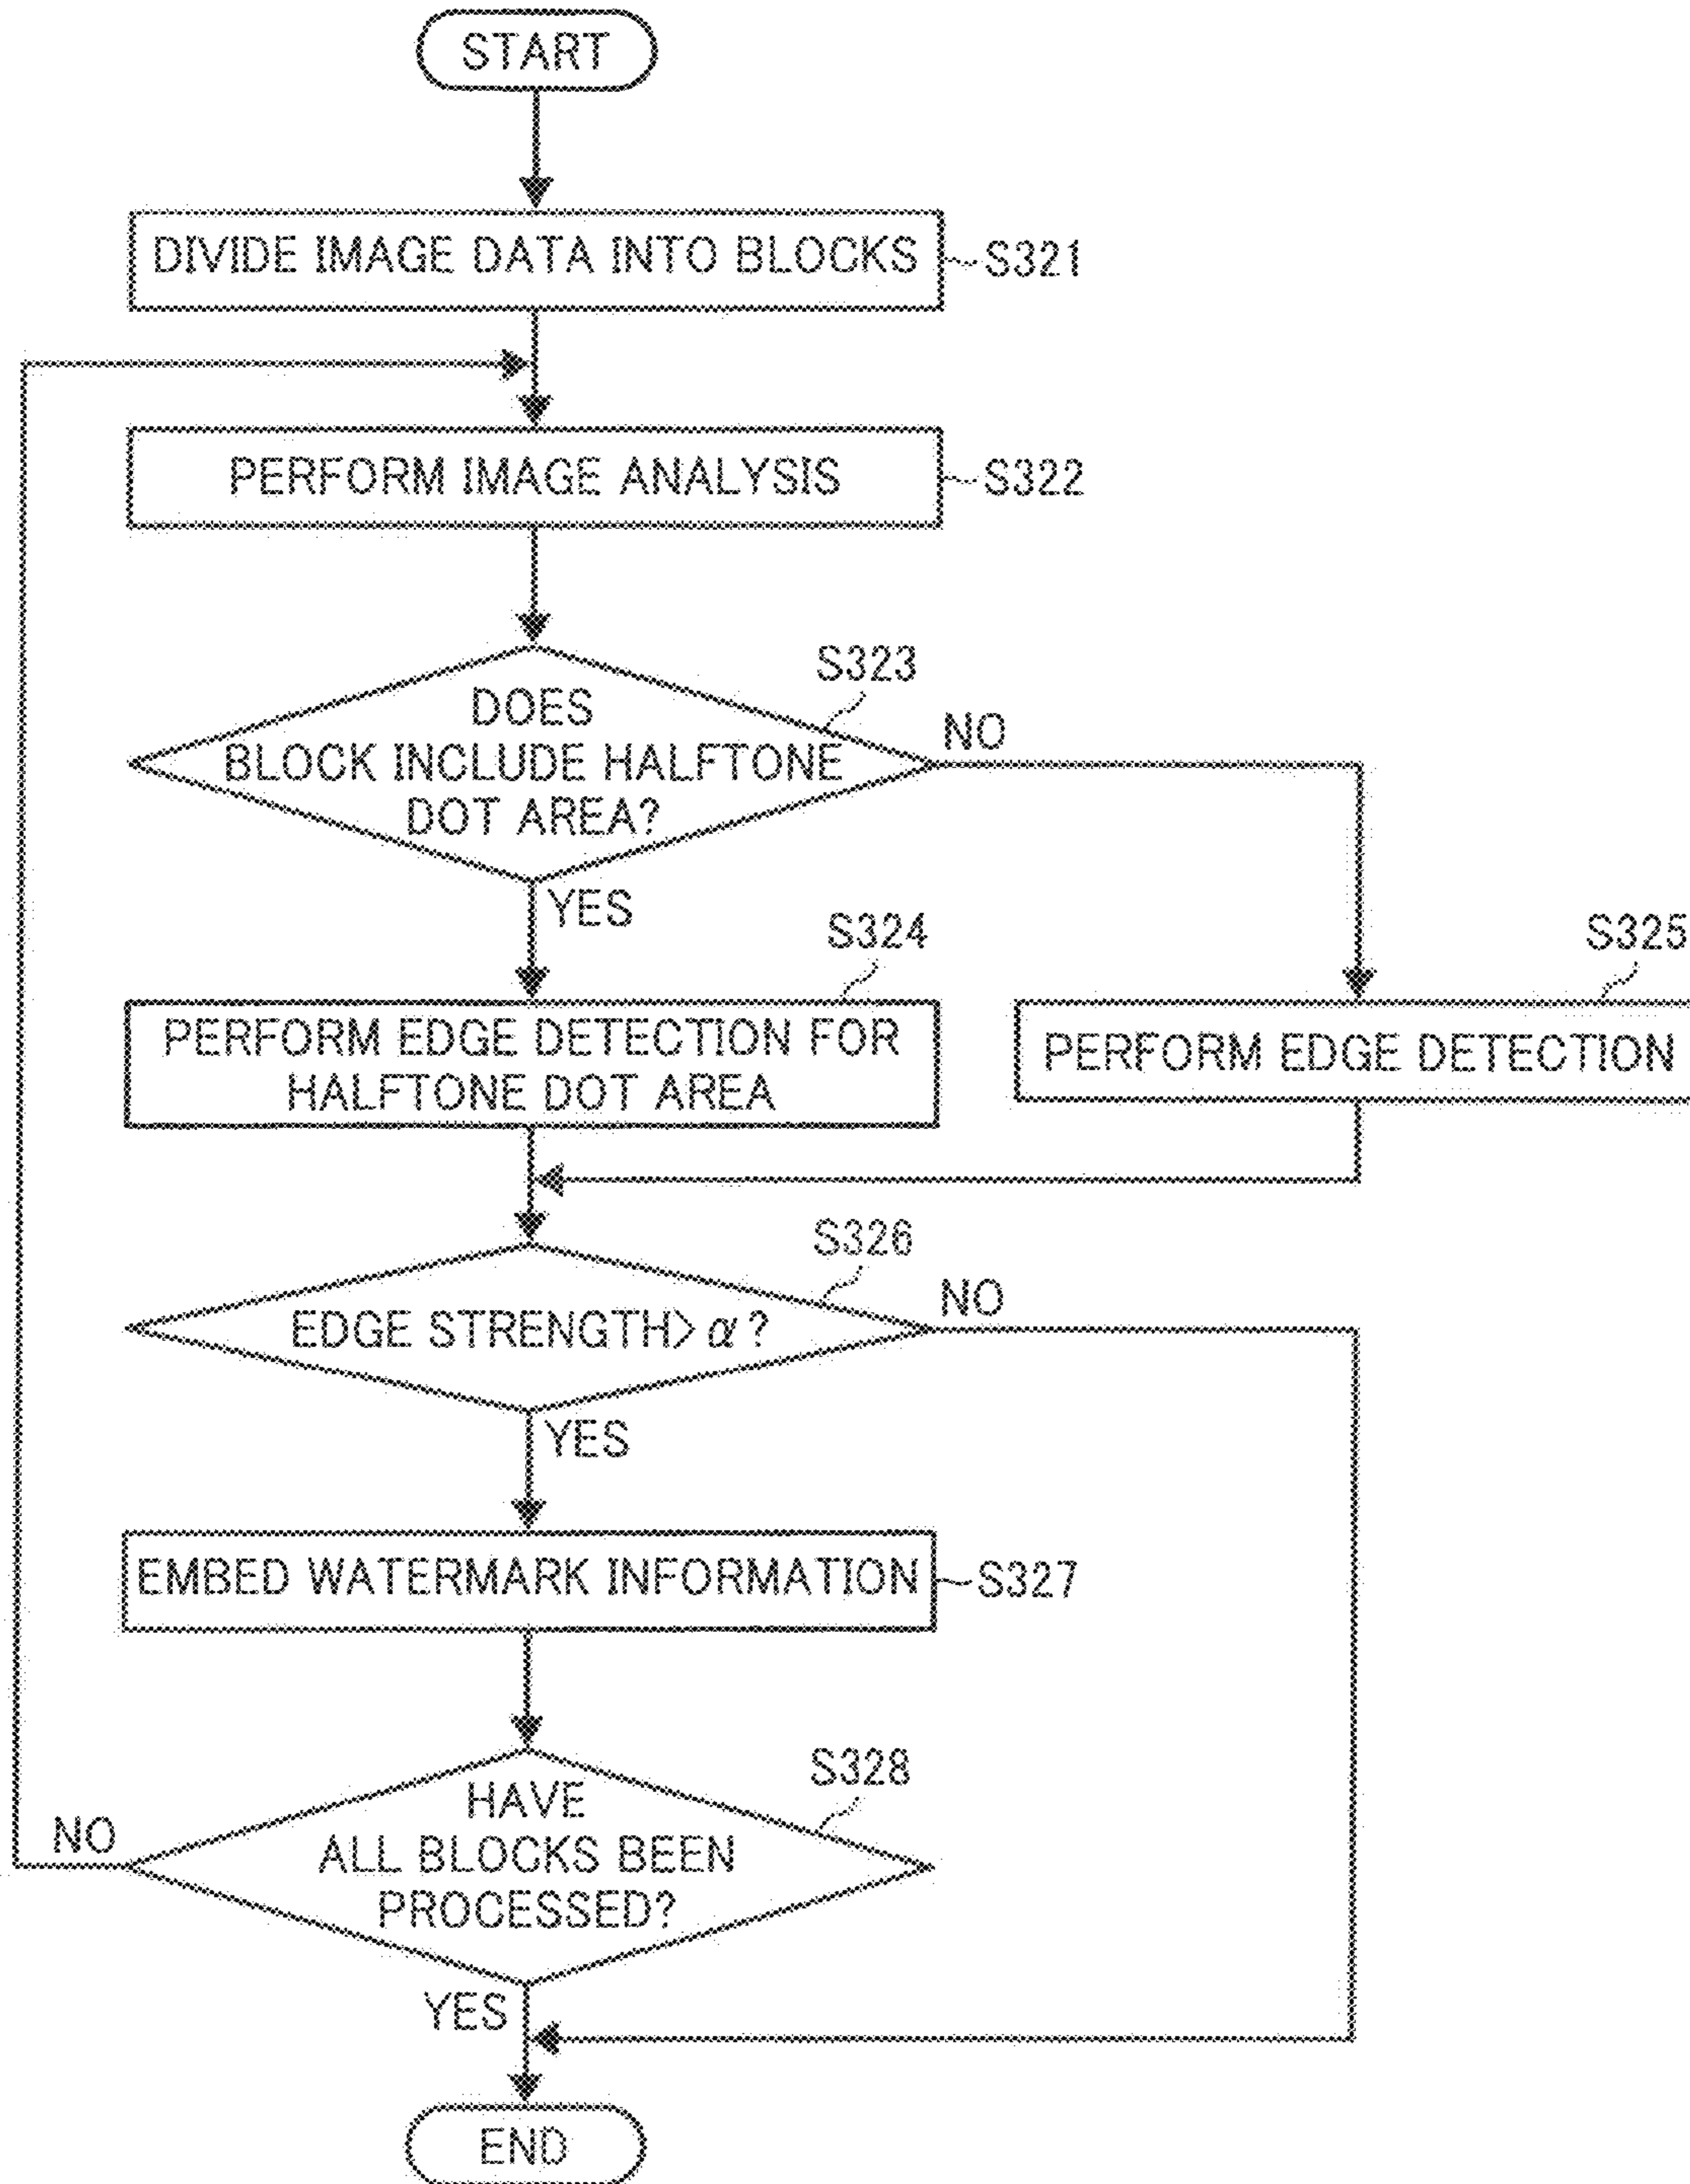 START
DIVIDE IMAGE DATA INTO BLOCKS
S321
PERFORM IMAGE ANALYSIS
S322
S323
DOES
BLOCK INCLUDE HALFTONE
DOT AREA?
NO
YES
S324
S325
PERFORM EDGE DETECTION FOR
HALFTONE DOT AREA
PERFORM EDGE DETECTION
S326
EDGE STRENGTH>α?
NO
YES
EMBED WATERMARK INFORMATION
S327
S328
HAVE
ALL BLOCKS BEEN
PROCESSED?
NO
YES
END